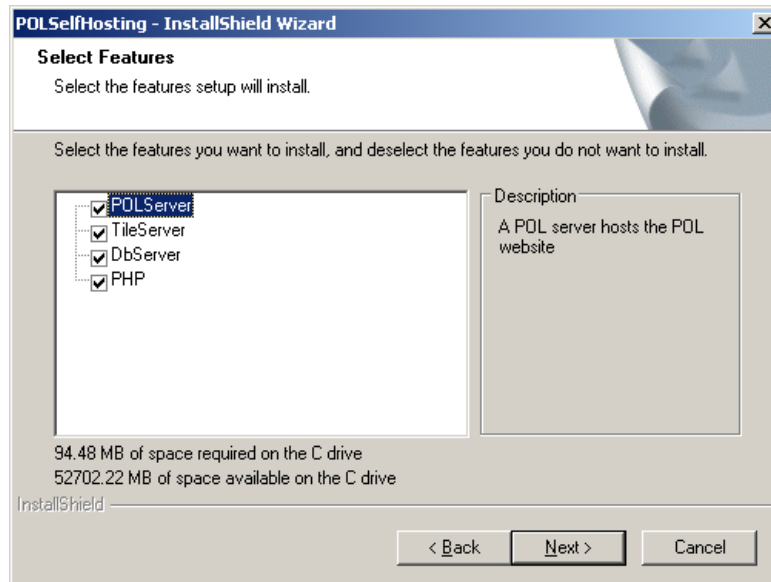 POLSelfHosting - InstallShield Wizard
Select Features
Select the features setup will install.
Select the features you want to install, and deselect the features you do not want to install.
POLServer
TileServer
DbServer
PHP
Description
A POL server hosts the POL
website
94.48 MB of space required on the C drive
52702.22 MB of space available on the C drive
InstallShield
< Back
Next >
Cancel